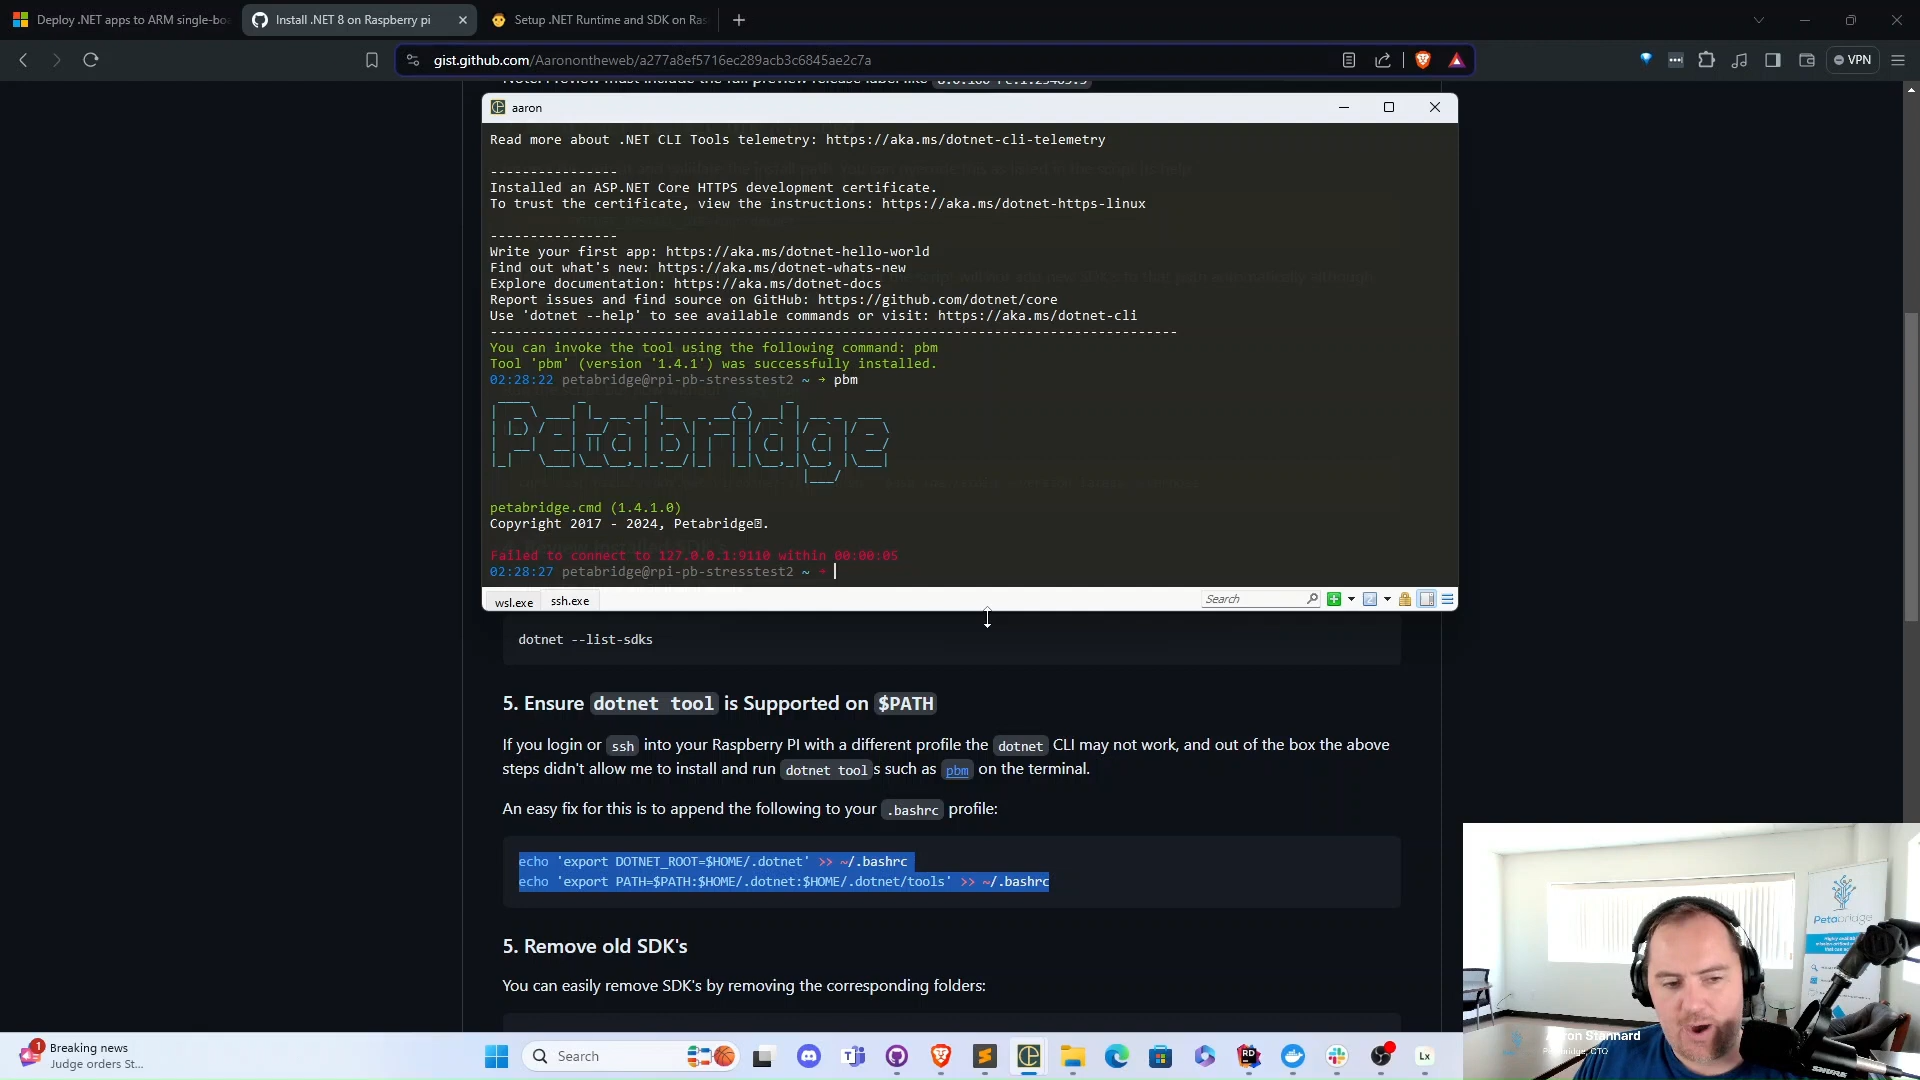 Deploy .NET apps to ARM single-bo
Install .NET 8 on Raspberry pi
Setup .NET Runtime and SDK on Ras
gist.github.com/Aaronontheweb/a277a8ef5716ec289acb3c6845ae2c7a
VPN
aaron
Read more about .NET CLI Tools telemetry: https://aka.ms/dotnet-cli-telemetry
----------------
Installed an ASP.NET Core HTTPS development certificate.
To trust the certificate, view the instructions: https://aka.ms/dotnet-https-linux
----------------
Write your first app: https://aka.ms/dotnet-hello-world
Find out what's new: https://aka.ms/dotnet-whats-new
Explore documentation: https://aka.ms/dotnet-docs
Report issues and find source on GitHub: https://github.com/dotnet/core
Use 'dotnet --help' to see available commands or visit: https://aka.ms/dotnet-cli
--------------------------------------------------------------------------------------
You can invoke the tool using the following command: pbm
Tool 'pbm' (version '1.4.1') was successfully installed.
02:28:22 petabridge@rpi-pb-stresstest2 ~ → pbm
Petabridge
petabridge.cmd (1.4.1.0)
Copyright 2017 - 2024, Petabridge▯.
Failed to connect to 127.0.0.1:9110 within 00:00:05
02:28:27 petabridge@rpi-pb-stresstest2 ~ →
wsl.exe
ssh.exe
Search
dotnet --list-sdks
5. Ensure dotnet tool is Supported on $PATH
If you login or ssh into your Raspberry PI with a different profile the dotnet CLI may not work, and out of the box the above
steps didn't allow me to install and run dotnet tools such as pbm on the terminal.
An easy fix for this is to append the following to your .bashrc profile:
echo 'export DOTNET_ROOT=$HOME/.dotnet' >> ~/.bashrc
echo 'export PATH=$PATH:$HOME/.dotnet:$HOME/.dotnet/tools' >> ~/.bashrc
5. Remove old SDK's
You can easily remove SDK's by removing the corresponding folders:
Petabridge
Aaron Stannard
Petabridge, CTO
SHURE
1
Breaking news
Judge orders St...
Search
RD
Lx